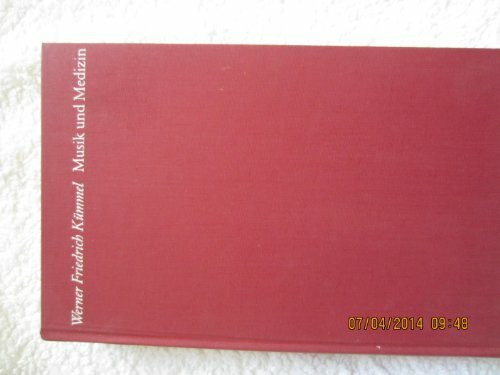 Werner Friedrich Kümmel Musik und Medizin
07/04/2014 09:48